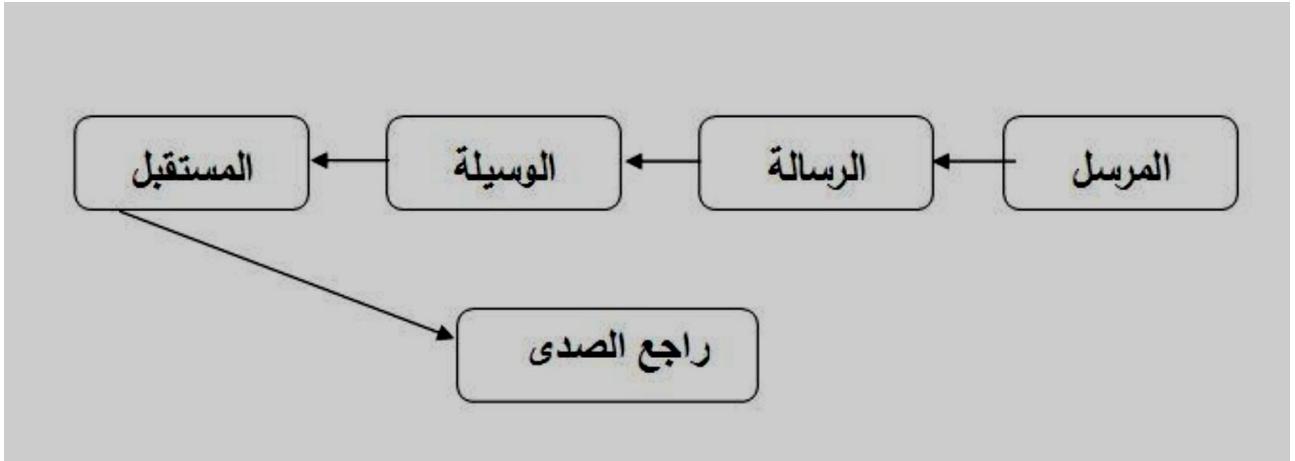 المرسل
الرسالة
الوسيلة
المستقبل
راجع الصدى